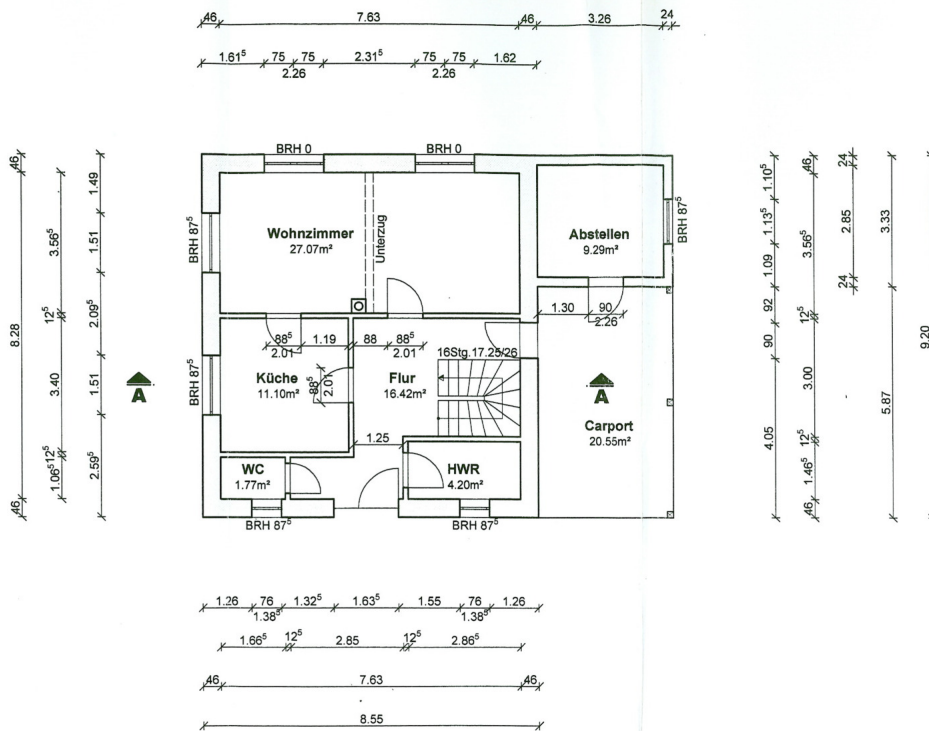 46 7.63 46 3.26 24
1.61⁵ 75 75 2.31⁵ 75 75 1.62
2.26 2.26
BRH 0 BRH 0
46 3.56⁵ 12⁵ 3.40 12⁵ 1.06⁵ 46
8.28
1.49 1.51 2.09⁵ 1.51 2.59⁵
BRH 87⁵
BRH 87⁵
Wohnzimmer
27.07m²
Unterzug
Abstellen
9.29m²
BRH 87⁵
1.30 90
2.26
88⁵ 1.19 88 88⁵
2.01 2.01
16Stg.17.25/26
Küche
11.10m²
88⁵
2.01
Flur
16.42m²
A
A
Carport
20.55m²
1.25
WC
1.77m²
HWR
4.20m²
BRH 87⁵ BRH 87⁵
1.10⁵ 1.13⁵ 1.09 92 90 4.05
46 3.56⁵ 12⁵ 3.00 12⁵ 1.46⁵ 46
24 2.85 24
3.33 5.87
9.20
1.26 76 1.32⁵ 1.63⁵ 1.55 76 1.26
1.38⁵ 1.38⁵
1.66⁵ 12⁵ 2.85 12⁵ 2.86⁵
46 7.63 46
8.55